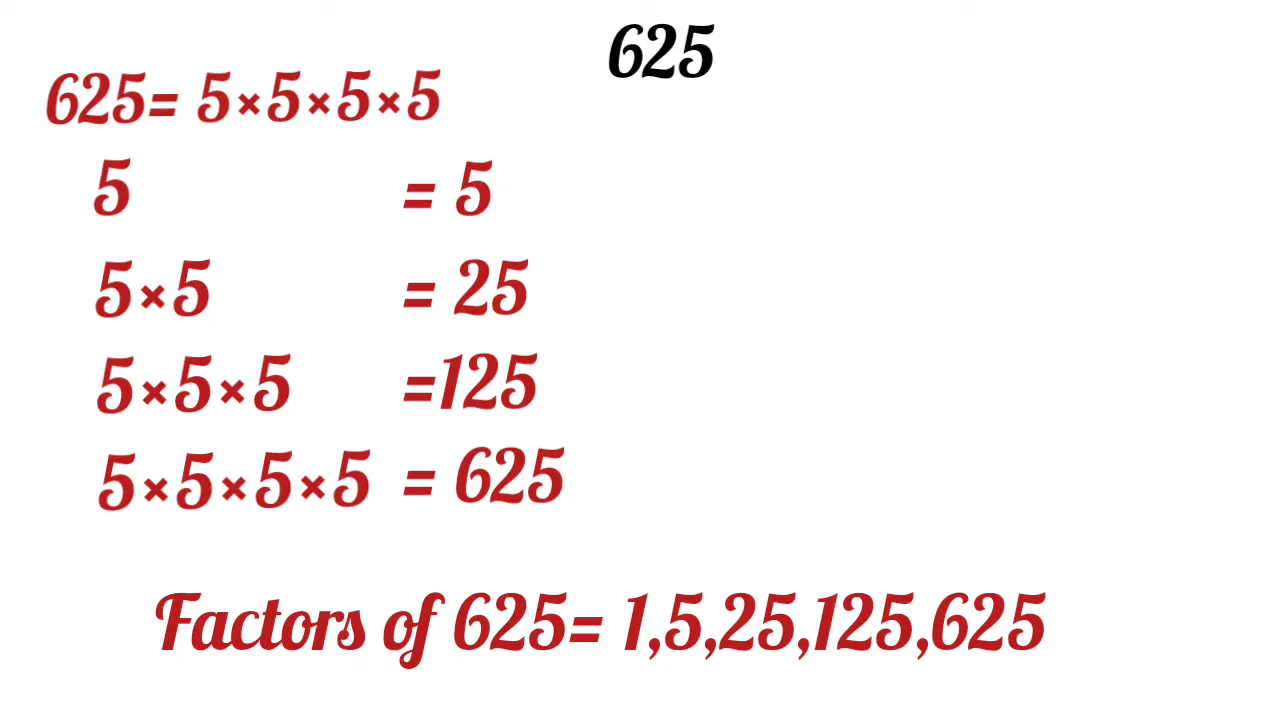 625
625= 5×5×5×5
5 = 5
5×5 = 25
5×5×5 =125
5×5×5×5 = 625
Factors of 625= 1,5,25,125,625